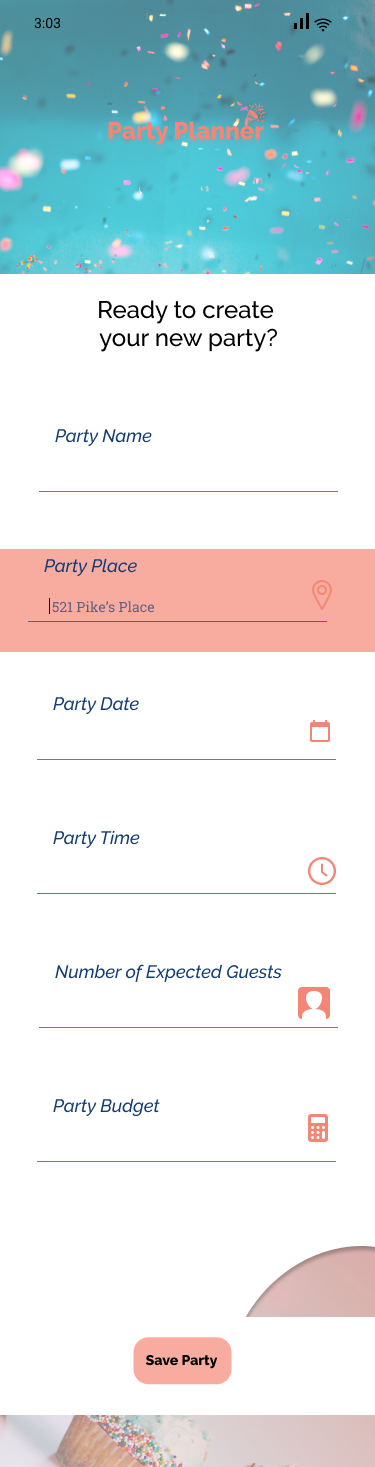 3:03
Party Planner
Ready to create
your new party?
Party Name
Party Place
521 Pike's Place
Party Date
Party Time
Number of Expected Guests
Party Budget
Save Party